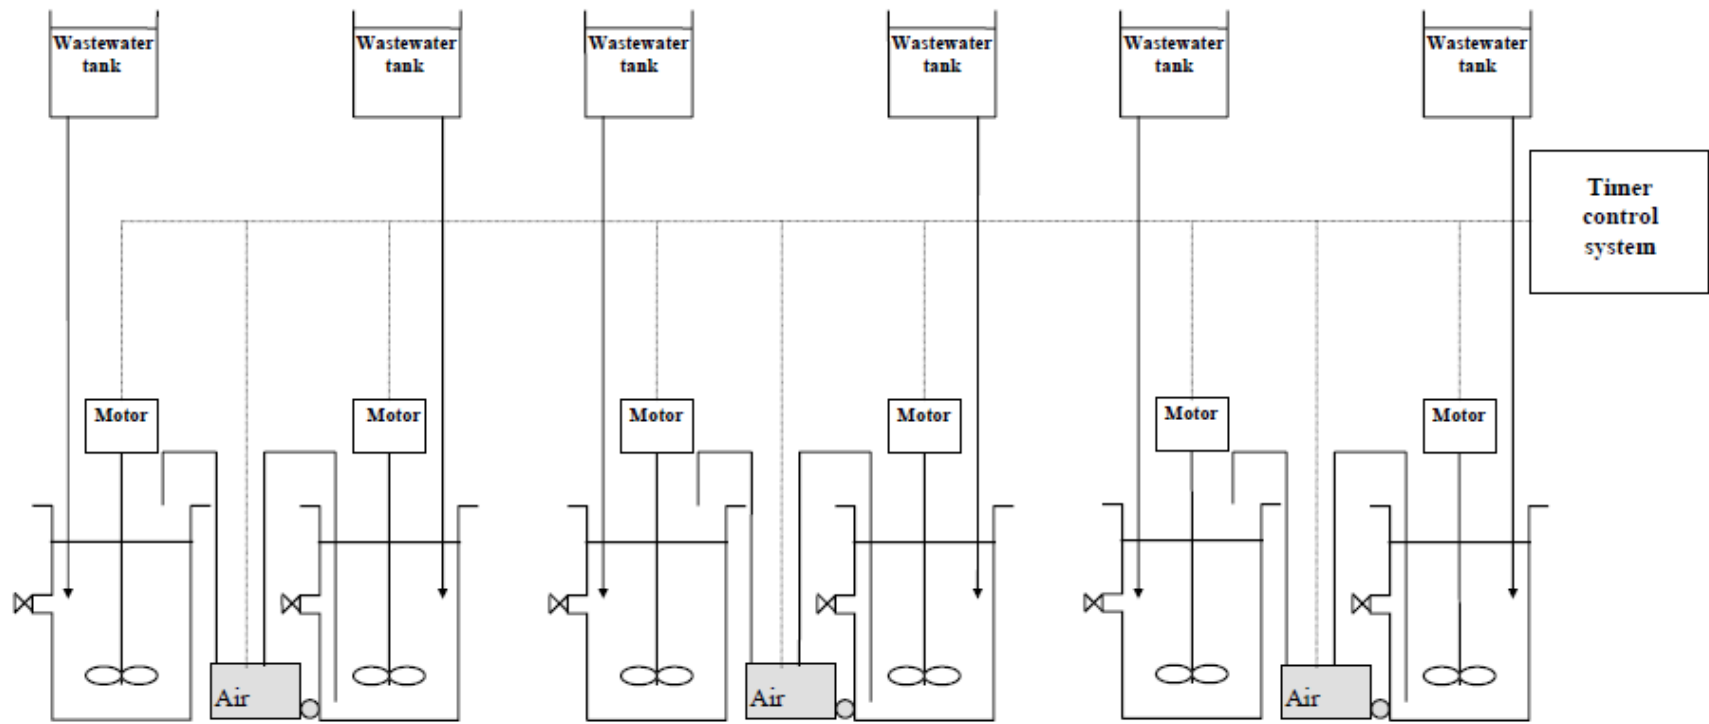 Wastewater
tank
Wastewater
tank
Wastewater
tank
Wastewater
tank
Wastewater
tank
Wastewater
tank
Timer
control
system
Motor
Motor
Motor
Motor
Motor
Motor
Air
Air
Air